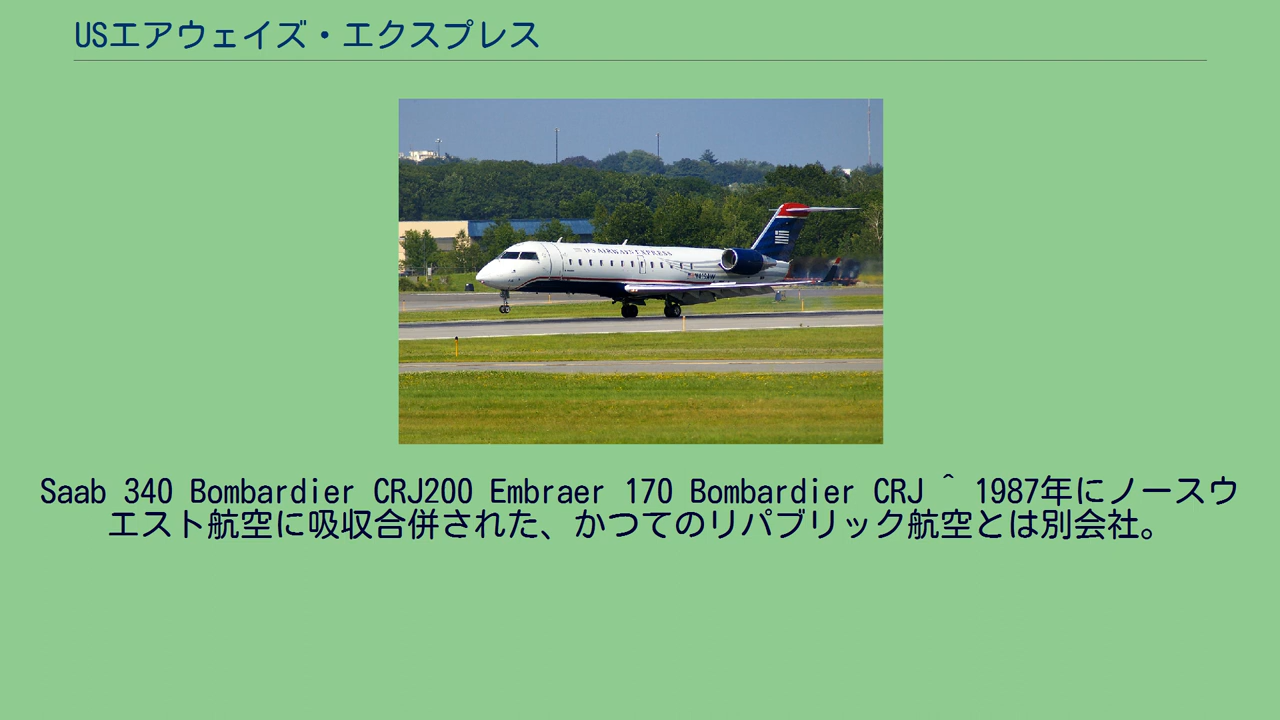 USエアウェイズ・エクスプレス
US AIRWAYS EXPRESS
Saab 340 Bombardier CRJ200 Embraer 170 Bombardier CRJ ^ 1987年にノースウ
エスト航空に吸収合併された、かつてのリパブリック航空とは別会社。